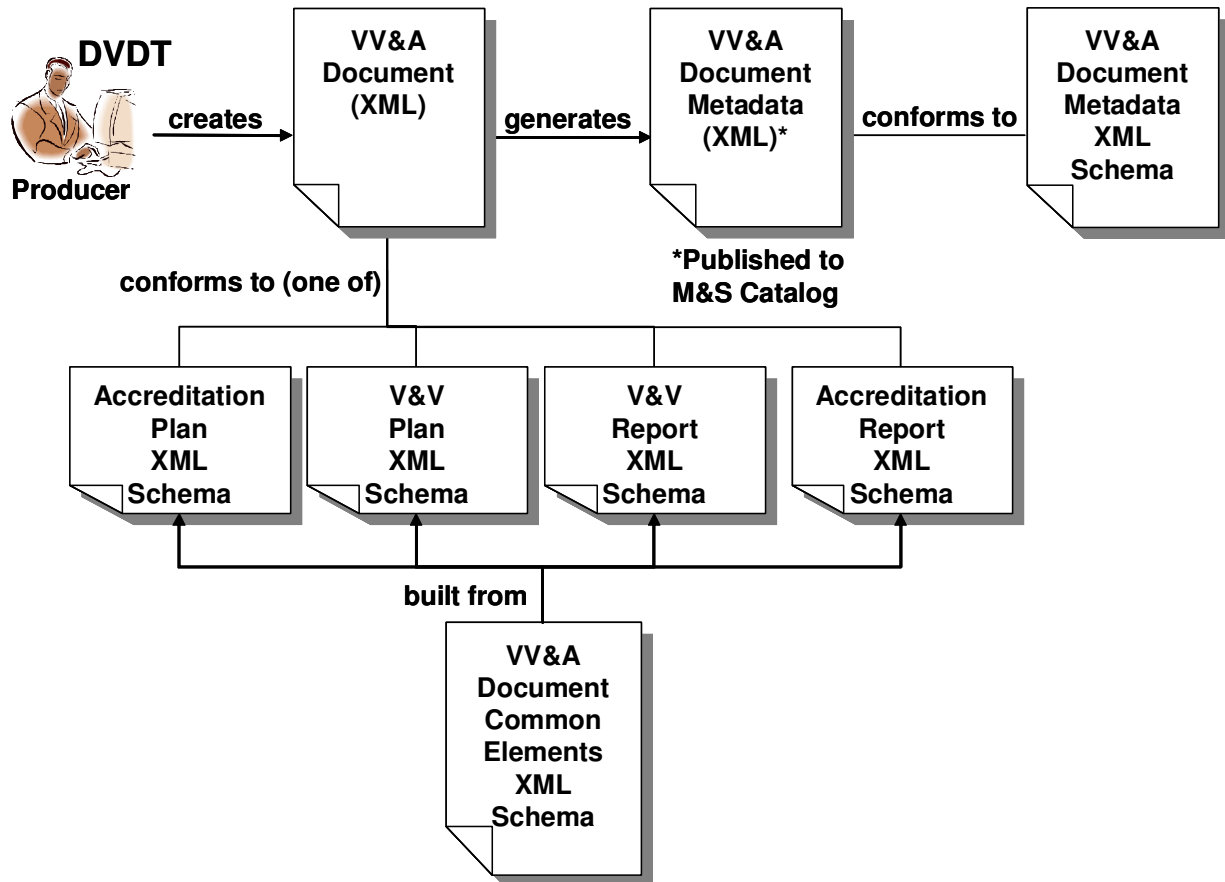 DVDT
Producer
creates
VV&A
Document
(XML)
generates
VV&A
Document
Metadata
(XML)*
conforms to
VV&A
Document
Metadata
XML
Schema
*Published to
M&S Catalog
conforms to (one of)
Accreditation
Plan
XML
Schema
V&V
Plan
XML
Schema
V&V
Report
XML
Schema
Accreditation
Report
XML
Schema
built from
VV&A
Document
Common
Elements
XML
Schema